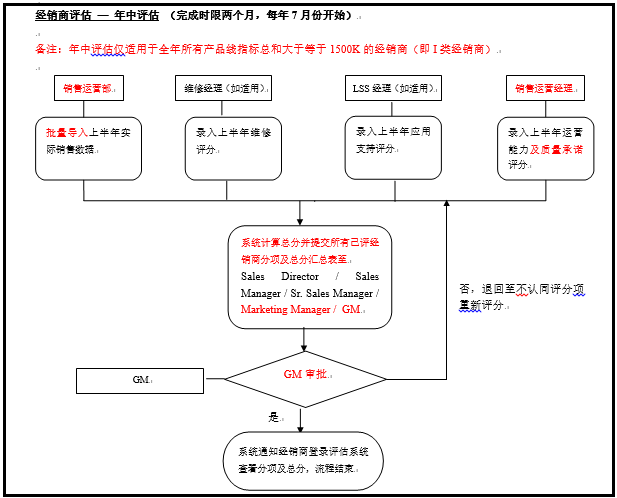 经销商评估 — 年中评估 （完成时限两个月，每年 7 月份开始）
备注：年中评估仅适用于全年所有产品线指标总和大于等于 1500K 的经销商（即 I 类经销商）
销售运营部 维修经理（如适用） LSS 经理（如适用） 销售运营经理
批量导入上半年实
际销售数据
录入上半年维修
评分
录入上半年应用
支持评分
录入上半年运营
能力及质量承诺
评分
系统计算总分并提交所有已评经
销商分项及总分汇总表至
Sales Director / Sales
Manager / Sr. Sales Manager /
Marketing Manager / GM
否，退回至不认同评分项
重新评分
GM
GM 审批
是
系统通知经销商登录评估系统
查看分项及总分，流程结束